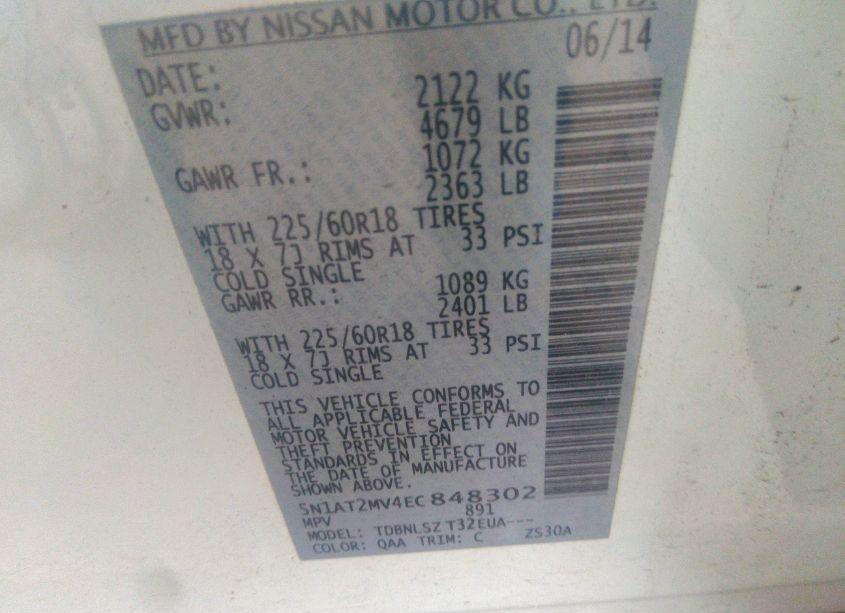 MFD BY NISSAN MOTOR CO., LTD.
DATE: 06/14
GVWR: 2122 KG
4679 LB
GAWR FR.: 1072 KG
2363 LB
WITH 225/60R18 TIRES
18 X 7J RIMS AT 33 PSI
COLD SINGLE
GAWR RR.: 1089 KG
2401 LB
WITH 225/60R18 TIRES
18 X 7J RIMS AT 33 PSI
COLD SINGLE
THIS VEHICLE CONFORMS TO
ALL APPLICABLE FEDERAL
MOTOR VEHICLE SAFETY AND
THEFT PREVENTION
STANDARDS IN EFFECT ON
THE DATE OF MANUFACTURE
SHOWN ABOVE.
5N1AT2MV4EC848302
MPV 891
MODEL: TDBNLSZ T32EUA---
COLOR: QAA TRIM: C ZS30A